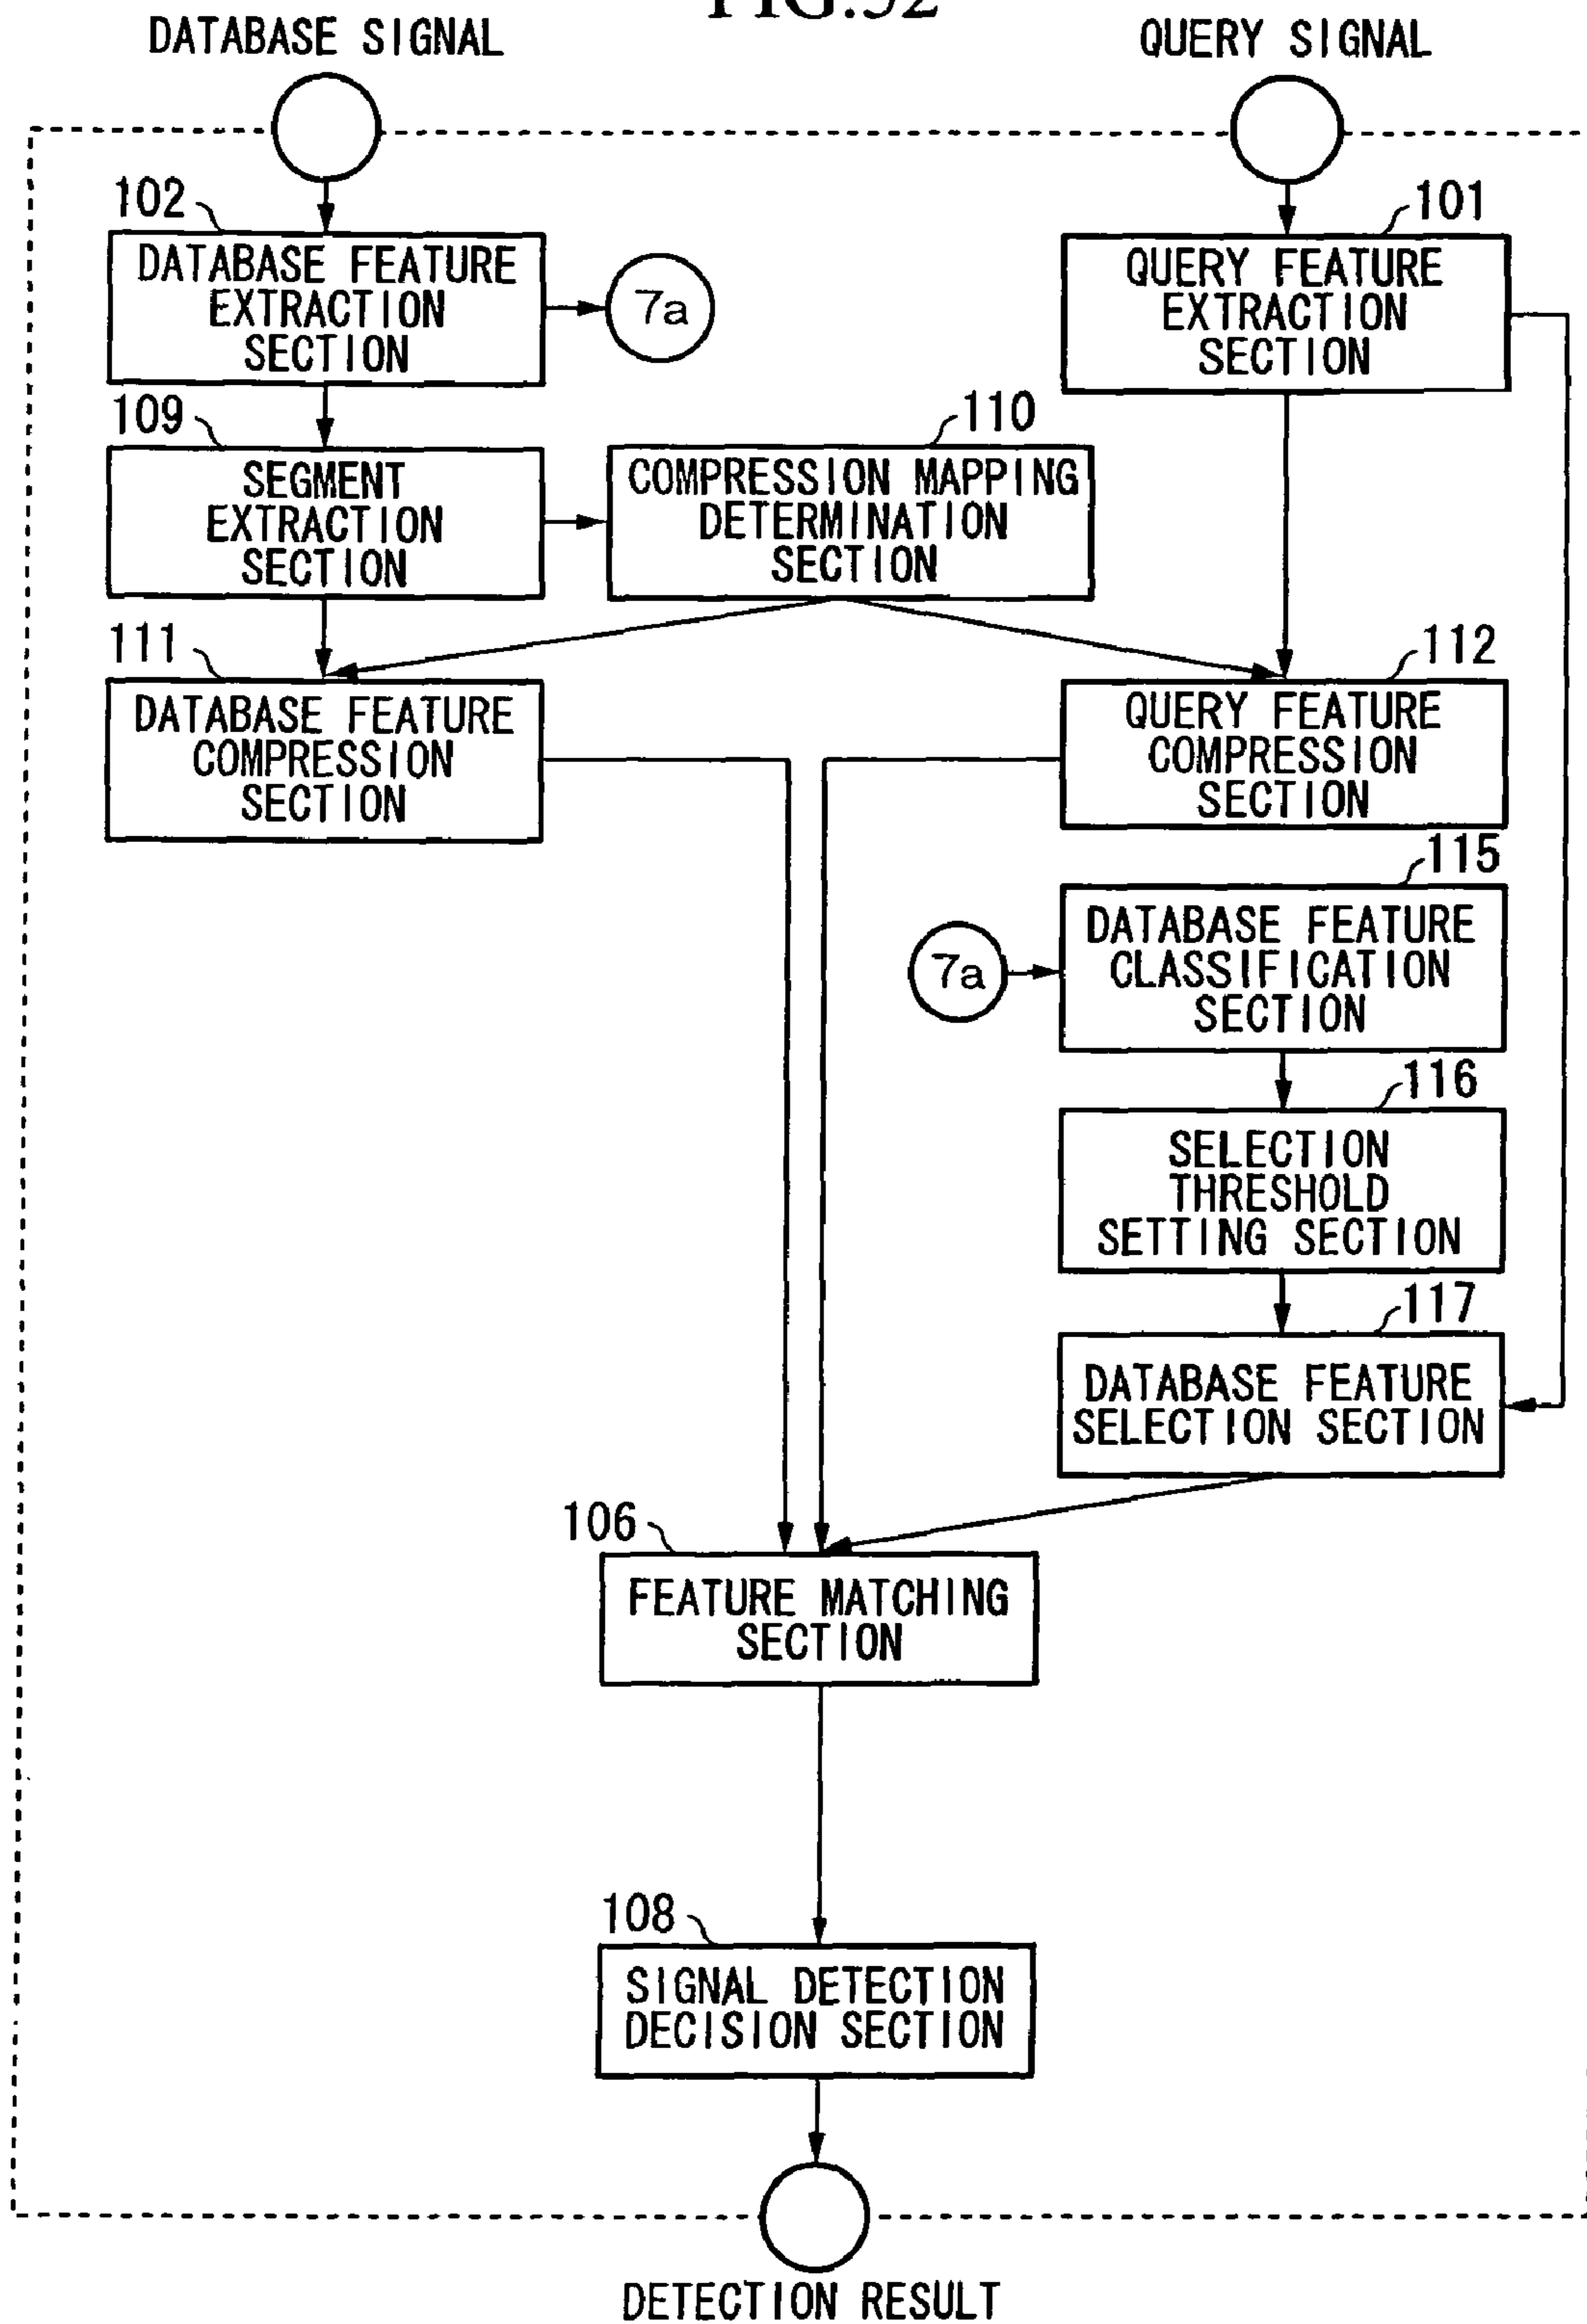 FIG.32
DATABASE SIGNAL
QUERY SIGNAL
102
101
DATABASE FEATURE
EXTRACTION
SECTION
7a
QUERY FEATURE
EXTRACTION
SECTION
109
110
SEGMENT
EXTRACTION
SECTION
COMPRESSION MAPPING
DETERMINATION
SECTION
111
112
DATABASE FEATURE
COMPRESSION
SECTION
QUERY FEATURE
COMPRESSION
SECTION
115
7a
DATABASE FEATURE
CLASSIFICATION
SECTION
116
SELECTION
THRESHOLD
SETTING SECTION
117
DATABASE FEATURE
SELECTION SECTION
106
FEATURE MATCHING
SECTION
108
SIGNAL DETECTION
DECISION SECTION
DETECTION RESULT